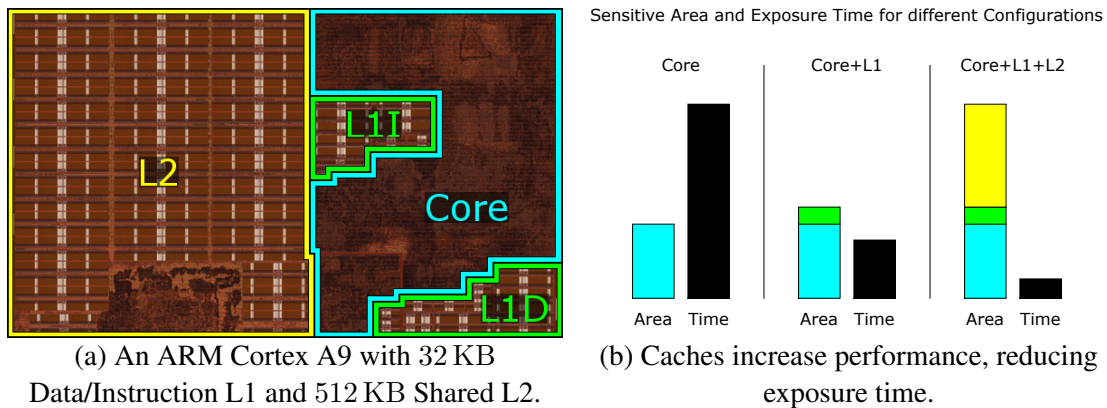 L2
L1I
Core
L1D
(a) An ARM Cortex A9 with 32 KB
Data/Instruction L1 and 512 KB Shared L2.
Sensitive Area and Exposure Time for different Configurations
Core
Core+L1
Core+L1+L2
Area Time
Area Time
Area Time
(b) Caches increase performance, reducing
exposure time.